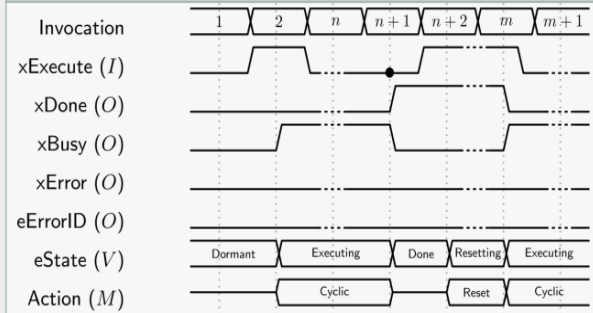 Invocation 1 2 n n + 1 n + 2 m m + 1
xExecute (I)
xDone (O)
xBusy (O)
xError (O)
eErrorID (O)
eState (V) Dormant Executing Done Resetting Executing
Action (M) Cyclic Reset Cyclic